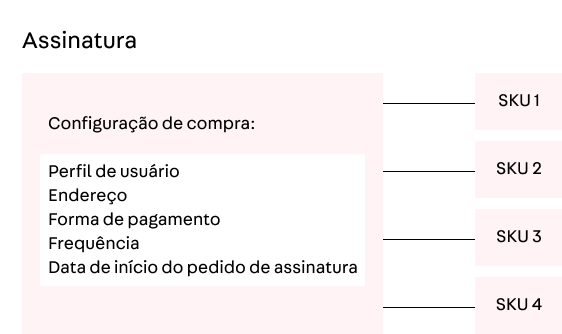 Assinatura
Configuração de compra:
Perfil de usuário
Endereço
Forma de pagamento
Frequência
Data de início do pedido de assinatura
SKU 1
SKU 2
SKU 3
SKU 4